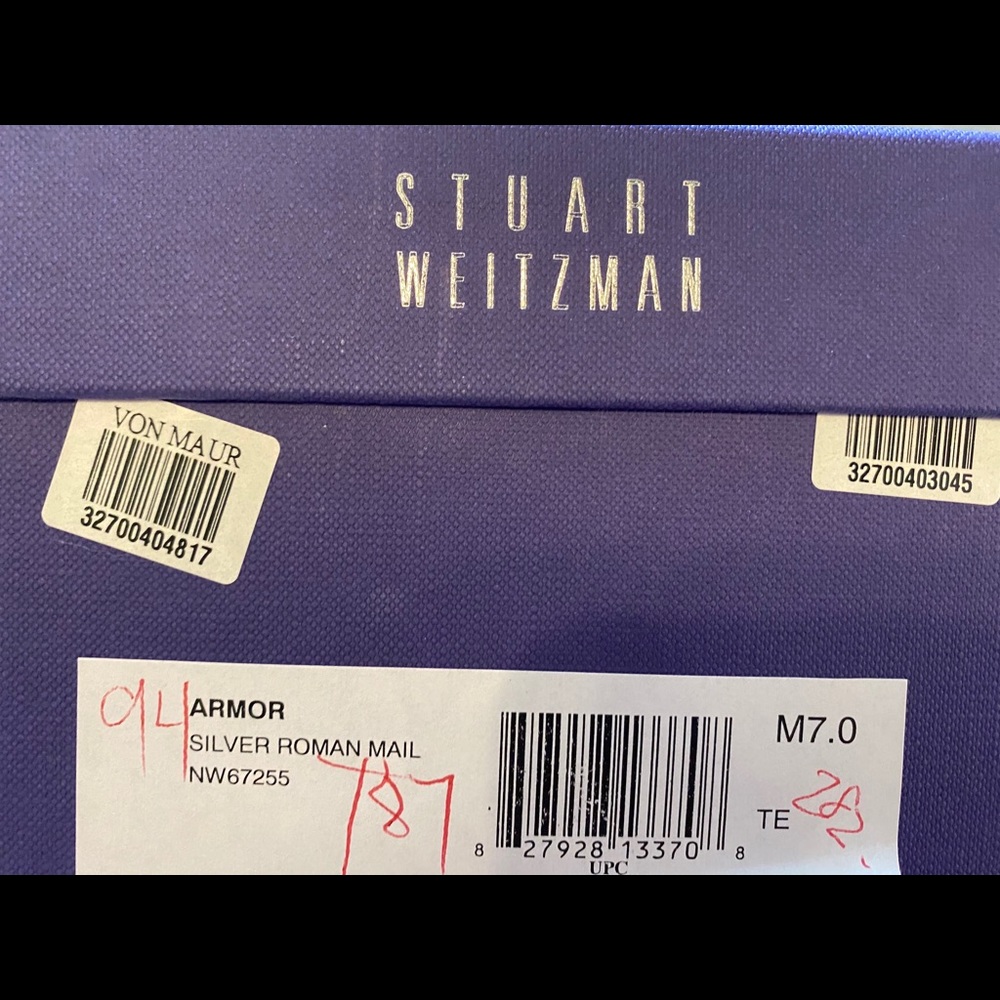 STUART
WEITZMAN
VON MAUR
32700404817
32700403045
94
ARMOR
SILVER ROMAN MAIL
NW67255
787
M7.0
TE
282
8 27928 13370 8
UPC